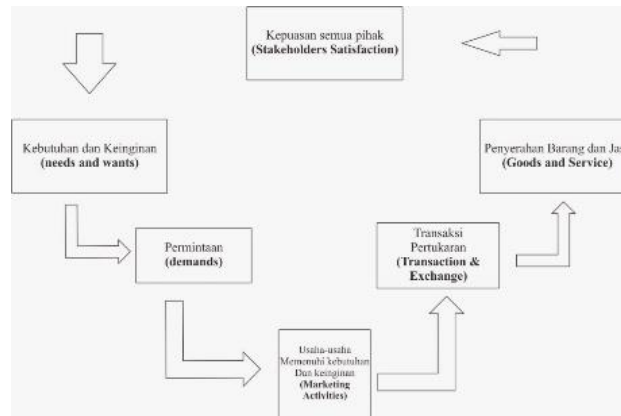 Kepuasan semua pihak
(Stakeholders Satisfaction)
Kebutuhan dan Keinginan
(needs and wants)
Penyerahan Barang dan Jas
(Goods and Service)
Permintaan
(demands)
Transaksi
Pertukaran
(Transaction &
Exchange)
Usaha-usaha
Memenuhi kebutuhan
Dan keinginan
(Marketing
Activities)